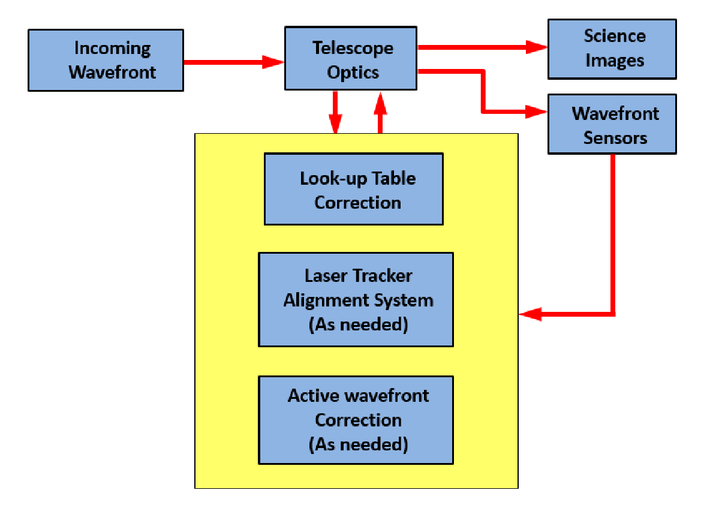 Incoming
Wavefront
Telescope
Optics
Science
Images
Wavefront
Sensors
Look-up Table
Correction
Laser Tracker
Alignment System
(As needed)
Active wavefront
Correction
(As needed)